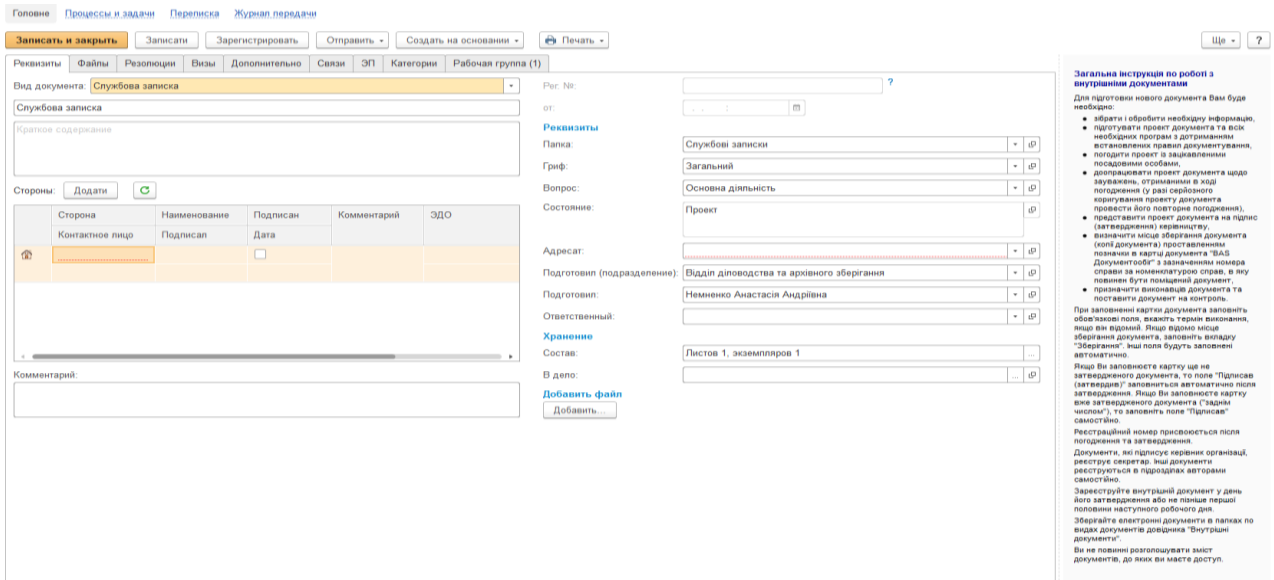 Головне Процессы и задачи Переписка Журнал передачи
Записать и закрыть Записати Зарегистрировать Отправить Создать на основании Печать Ще ?
Реквизиты Файлы Резолюции Визы Дополнительно Связи ЭП Категории Рабочая группа (1)
Вид документа: Службова записка
Службова записка
Краткое содержание
Стороны: Додати
Сторона Наименование Подписан Комментарий ЭДО
Контактное лицо Подписал Дата
Комментарий:
Рег. №: ?
от: . . :
Реквизиты
Папка: Службові записки
Гриф: Загальний
Вопрос: Основна діяльність
Состояние: Проект
Адресат:
Подготовил (подразделение): Відділ діловодства та архівного зберігання
Подготовил: Немненко Анастасія Андріївна
Ответственный:
Хранение
Состав: Листов 1, экземпляров 1 ...
В дело: ...
Добавить файл
Добавить...
Загальна інструкція по роботі з
внутрішніми документами
Для підготовки нового документа Вам буде
необхідно:
зібрати і обробити необхідну інформацію,
підготувати проект документа та всіх
необхідних програм з дотриманням
встановлених правил документування,
погодити проект із зацікавленими
посадовими особами,
доопрацювати проект документа щодо
зауважень, отриманими в ході
погодження (у разі серйозного
коригування проекту документа
провести його повторне погодження),
представити проект документа на підпис
(затвердження) керівництву,
визначити місце зберігання документа
(копії документа) проставленням
позначки в картці документа "BAS
Документообіг" з зазначенням номера
справи за номенклатурою справ, в яку
повинен бути поміщений документ,
призначити виконавців документа та
поставити документ на контроль.
При заповненні картки документа заповніть
обов'язкові поля, вкажіть термін виконання,
якщо він відомий. Якщо відомо місце
зберігання документа, заповніть вкладку
"Зберігання". Інші поля будуть заповнені
автоматично.
Якщо Ви заповнюєте картку ще не
затвердженого документа, то поле "Підписав
(затвердив)" заповниться автоматично після
затвердження. Якщо Ви заповнюєте картку
вже затвердженого документа ("заднім
числом"), то заповніть поле "Підписав"
самостійно.
Реєстраційний номер присвоюється після
погодження та затвердження.
Документи, які підписує керівник організації,
реєструє секретар. Інші документи
реєструються в підрозділах авторами
самостійно.
Зареєструйте внутрішній документ у день
його затвердження або не пізніше першої
половини наступного робочого дня.
Зберігайте електронні документи в папках по
видах документів довідника "Внутрішні
документи".
Ви не повинні розголошувати зміст
документів, до яких ви маєте доступ.